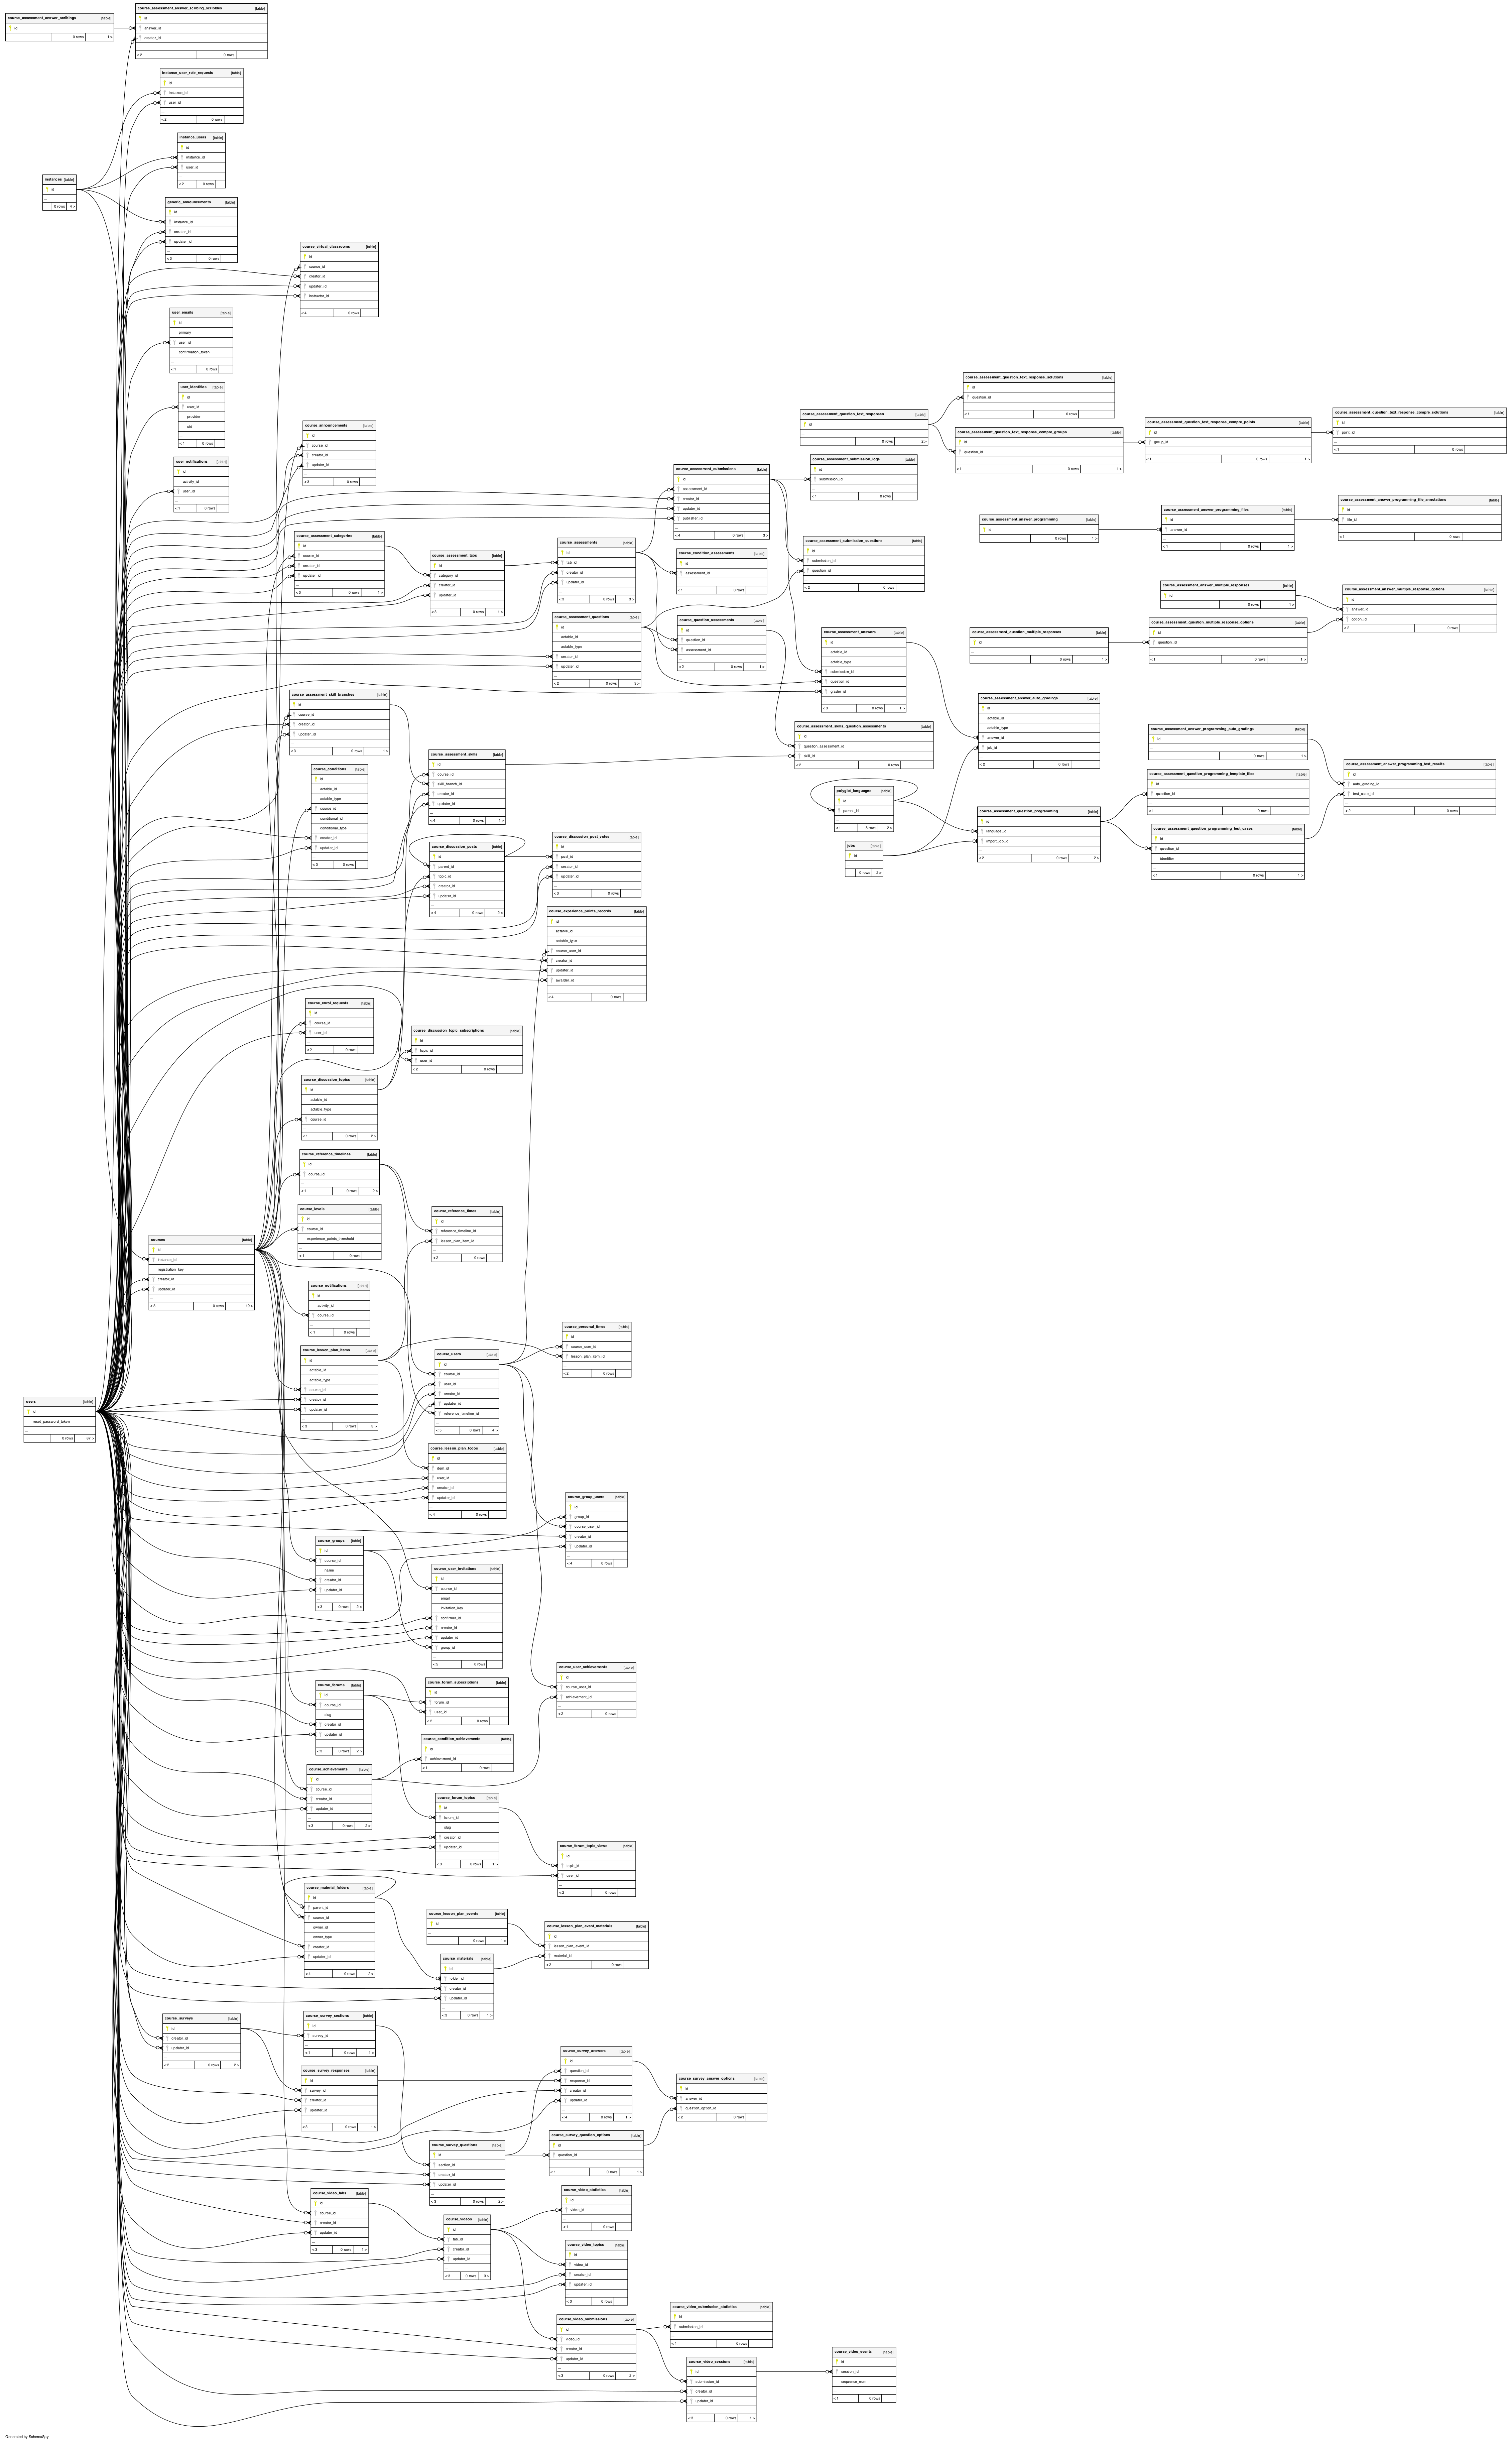 course_assessment_answer_scribings [table]
id
0 rows 1 >
course_assessment_answer_scribing_scribbles [table]
id
answer_id
creator_id
...
< 2 0 rows
instance_user_role_requests [table]
id
instance_id
user_id
...
< 2 0 rows
instance_users [table]
id
instance_id
user_id
...
< 2 0 rows
instances [table]
id
...
0 rows 4 >
generic_announcements [table]
id
instance_id
creator_id
updater_id
...
< 3 0 rows
course_virtual_classrooms [table]
id
course_id
creator_id
updater_id
instructor_id
...
< 4 0 rows
user_emails [table]
id
primary
user_id
confirmation_token
...
< 1 0 rows
user_identities [table]
id
user_id
provider
uid
...
< 1 0 rows
user_notifications [table]
id
activity_id
user_id
...
< 1 0 rows
course_announcements [table]
id
course_id
creator_id
updater_id
...
< 3 0 rows
course_assessment_categories [table]
id
course_id
creator_id
updater_id
...
< 3 0 rows 1 >
course_assessment_tabs [table]
id
category_id
creator_id
updater_id
...
< 3 0 rows 1 >
course_assessments [table]
id
tab_id
creator_id
updater_id
...
< 3 0 rows 3 >
course_assessment_questions [table]
id
actable_id
actable_type
creator_id
updater_id
...
< 2 0 rows 3 >
course_assessment_submissions [table]
id
assessment_id
creator_id
updater_id
publisher_id
...
< 4 0 rows 3 >
course_condition_assessments [table]
id
assessment_id
...
< 1 0 rows
course_question_assessments [table]
id
question_id
assessment_id
...
< 2 0 rows 1 >
course_assessment_question_text_responses [table]
id
...
0 rows 2 >
course_assessment_submission_logs [table]
id
submission_id
...
< 1 0 rows
course_assessment_submission_questions [table]
id
submission_id
question_id
...
< 2 0 rows
course_assessment_answers [table]
id
actable_id
actable_type
submission_id
question_id
grader_id
...
< 3 0 rows 1 >
course_assessment_skills_question_assessments [table]
id
question_assessment_id
skill_id
< 2 0 rows
course_assessment_question_text_response_solutions [table]
id
question_id
...
< 1 0 rows
course_assessment_question_text_response_compre_groups [table]
id
question_id
...
< 1 0 rows 1 >
course_assessment_question_text_response_compre_points [table]
id
group_id
...
< 1 0 rows 1 >
course_assessment_question_text_response_compre_solutions [table]
id
point_id
...
< 1 0 rows
course_assessment_answer_programming [table]
id
0 rows 1 >
course_assessment_answer_programming_files [table]
id
answer_id
...
< 1 0 rows 1 >
course_assessment_answer_programming_file_annotations [table]
id
file_id
...
< 1 0 rows
course_assessment_answer_multiple_responses [table]
id
0 rows 1 >
course_assessment_answer_multiple_response_options [table]
id
answer_id
option_id
< 2 0 rows
course_assessment_question_multiple_responses [table]
id
...
0 rows 1 >
course_assessment_question_multiple_response_options [table]
id
question_id
...
< 1 0 rows 1 >
course_assessment_answer_auto_gradings [table]
id
actable_id
actable_type
answer_id
job_id
...
< 2 0 rows
course_assessment_answer_programming_auto_gradings [table]
id
...
0 rows 1 >
course_assessment_question_programming_template_files [table]
id
question_id
...
< 1 0 rows
course_assessment_question_programming_test_cases [table]
id
question_id
identifier
...
< 1 0 rows 1 >
course_assessment_answer_programming_test_results [table]
id
auto_grading_id
test_case_id
...
< 2 0 rows
polyglot_languages [table]
id
parent_id
...
< 1 8 rows 2 >
jobs [table]
id
...
0 rows 2 >
course_assessment_question_programming [table]
id
language_id
import_job_id
...
< 2 0 rows 2 >
course_assessment_skill_branches [table]
id
course_id
creator_id
updater_id
...
< 3 0 rows 1 >
course_assessment_skills [table]
id
course_id
skill_branch_id
creator_id
updater_id
...
< 4 0 rows 1 >
course_conditions [table]
id
actable_id
actable_type
course_id
conditional_id
conditional_type
creator_id
updater_id
...
< 3 0 rows
course_discussion_posts [table]
id
parent_id
topic_id
creator_id
updater_id
...
< 4 0 rows 2 >
course_discussion_post_video [table]
id
post_id
creator_id
updater_id
...
< 3 0 rows
course_experience_points_records [table]
id
actable_id
actable_type
course_user_id
creator_id
updater_id
awarder_id
...
< 4 0 rows
course_enrol_requests [table]
id
course_id
user_id
...
< 2 0 rows
course_discussion_topic_subscriptions [table]
id
topic_id
user_id
< 2 0 rows
course_discussion_topics [table]
id
actable_id
actable_type
course_id
...
< 1 0 rows 2 >
course_reference_timelines [table]
id
course_id
...
< 1 0 rows 2 >
course_levels [table]
id
course_id
experience_points_threshold
...
< 1 0 rows
course_reference_times [table]
id
reference_timeline_id
lesson_plan_item_id
...
< 2 0 rows
courses [table]
id
instance_id
registration_key
creator_id
updater_id
...
< 3 0 rows 19 >
course_notifications [table]
id
activity_id
course_id
...
< 1 0 rows
course_lesson_plan_items [table]
id
actable_id
actable_type
course_id
creator_id
updater_id
...
< 3 0 rows 3 >
course_users [table]
id
course_id
user_id
creator_id
updater_id
reference_timeline_id
...
< 5 0 rows 4 >
course_personal_times [table]
id
course_user_id
lesson_plan_item_id
...
< 2 0 rows
users [table]
id
reset_password_token
...
0 rows 87 >
course_lesson_plan_todos [table]
id
item_id
user_id
creator_id
updater_id
...
< 4 0 rows
course_group_users [table]
id
group_id
course_user_id
creator_id
updater_id
...
< 4 0 rows
course_groups [table]
id
course_id
name
creator_id
updater_id
...
< 3 0 rows 2 >
course_user_invitations [table]
id
course_id
email
invitation_key
confirmer_id
creator_id
updater_id
group_id
...
< 5 0 rows
course_user_achievements [table]
id
course_user_id
achievement_id
...
< 2 0 rows
course_forums [table]
id
course_id
slug
creator_id
updater_id
...
< 3 0 rows 2 >
course_forum_subscriptions [table]
id
forum_id
user_id
< 2 0 rows
course_condition_achievements [table]
id
achievement_id
< 1 0 rows
course_achievements [table]
id
course_id
creator_id
updater_id
...
< 3 0 rows 2 >
course_forum_topics [table]
id
forum_id
slug
creator_id
updater_id
...
< 3 0 rows 1 >
course_forum_topic_views [table]
id
topic_id
user_id
...
< 2 0 rows
course_material_folders [table]
id
parent_id
course_id
owner_id
owner_type
creator_id
updater_id
...
< 4 0 rows 2 >
course_lesson_plan_events [table]
id
...
0 rows 1 >
course_lesson_plan_event_materials [table]
id
lesson_plan_event_id
material_id
< 2 0 rows
course_materials [table]
id
folder_id
creator_id
updater_id
...
< 3 0 rows 1 >
course_surveys [table]
id
creator_id
updater_id
...
< 2 0 rows 2 >
course_survey_sections [table]
id
survey_id
...
< 1 0 rows 1 >
course_survey_responses [table]
id
survey_id
creator_id
updater_id
...
< 3 0 rows 1 >
course_survey_answers [table]
id
question_id
response_id
creator_id
updater_id
...
< 4 0 rows 1 >
course_survey_answer_options [table]
id
answer_id
question_option_id
< 2 0 rows
course_survey_questions [table]
id
section_id
creator_id
updater_id
...
< 3 0 rows 2 >
course_survey_question_options [table]
id
question_id
...
< 1 0 rows 1 >
course_video_tabs [table]
id
course_id
creator_id
updater_id
...
< 3 0 rows 1 >
course_videos [table]
id
tab_id
creator_id
updater_id
...
< 3 0 rows 3 >
course_video_statistics [table]
id
video_id
...
< 1 0 rows
course_video_topics [table]
id
video_id
creator_id
updater_id
...
< 3 0 rows
course_video_submissions [table]
id
video_id
creator_id
updater_id
...
< 3 0 rows 2 >
course_video_submission_statistics [table]
id
submission_id
...
< 1 0 rows
course_video_sessions [table]
id
submission_id
creator_id
updater_id
...
< 3 0 rows 1 >
course_video_events [table]
id
session_id
sequence_num
...
< 1 0 rows
Generated by SchemaSpy